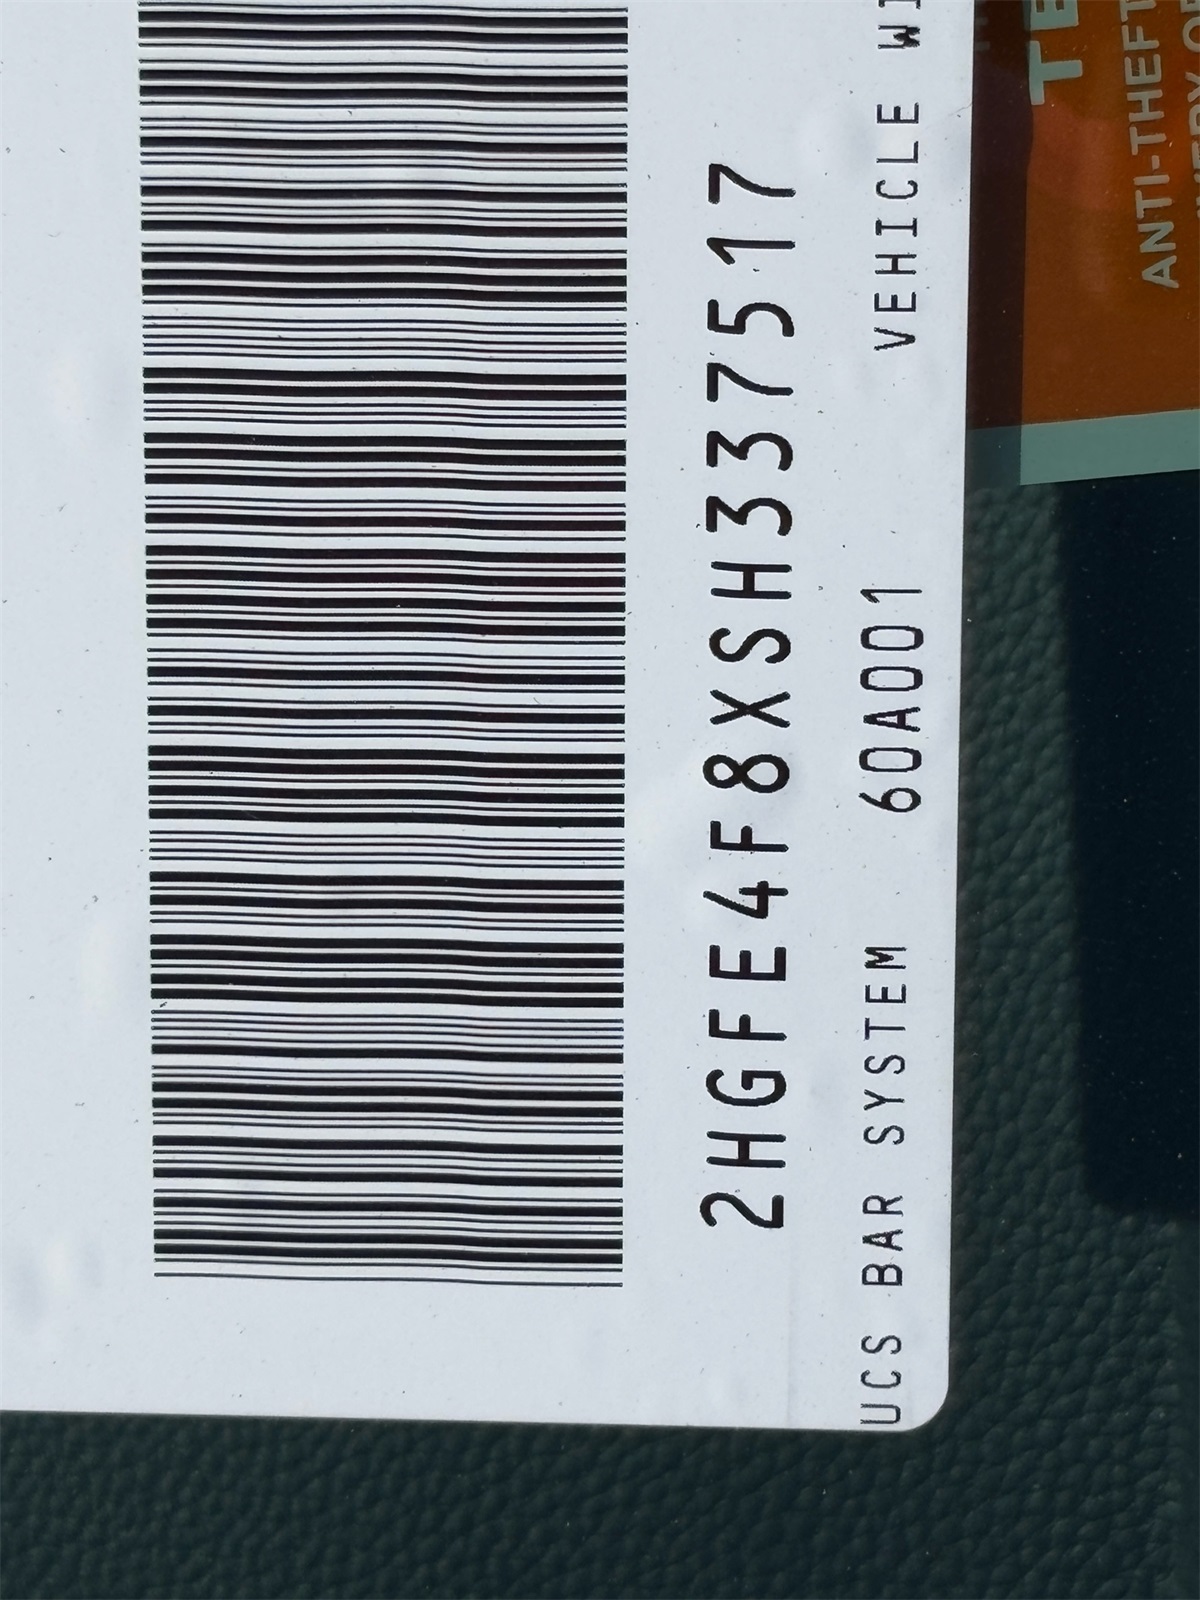 2HGFE4F8XSH337517
UCS BAR SYSTEM 60A001 VEHICLE
ANTI-THEFT